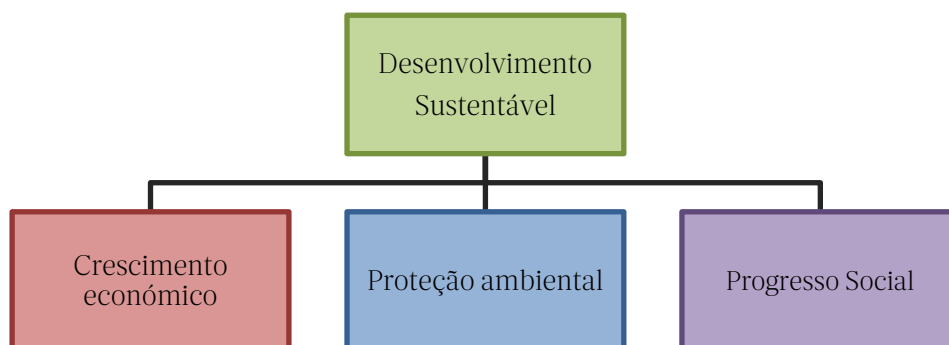 Desenvolvimento
Sustentável
Crescimento
económico
Proteção ambiental
Progresso Social